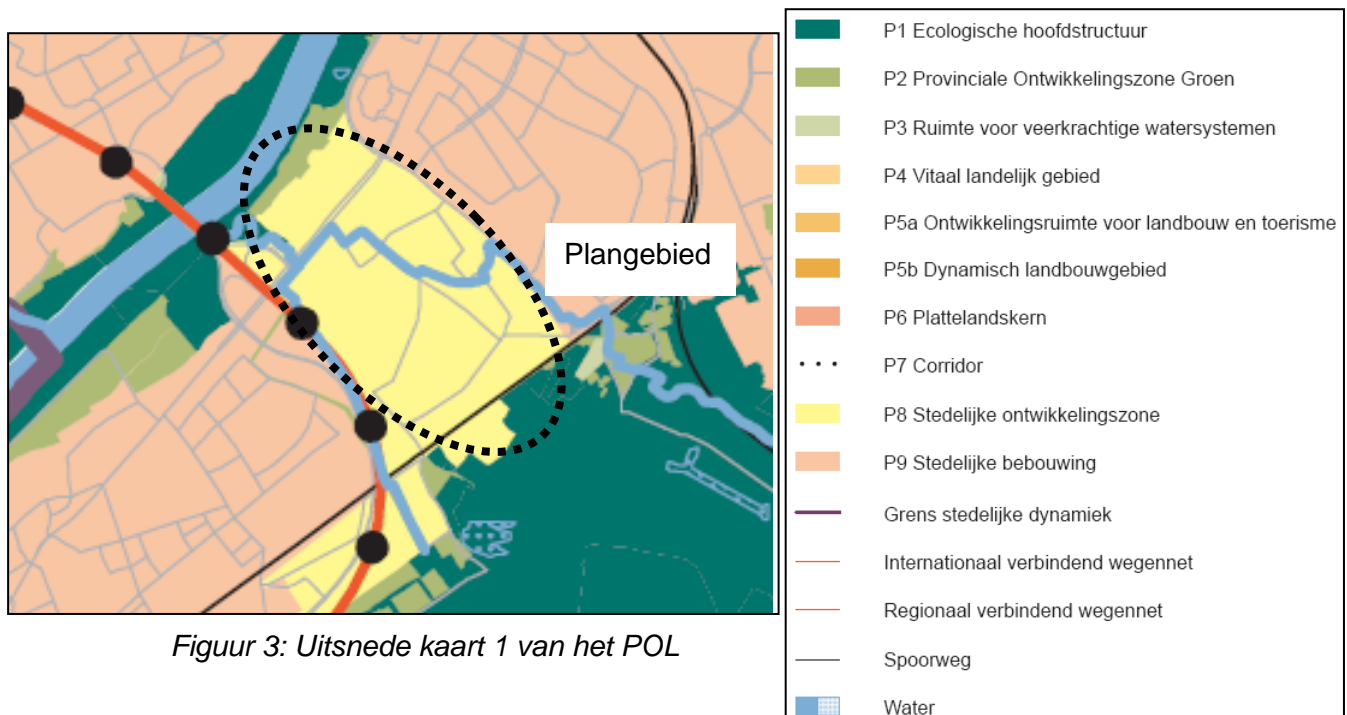 Plangebied
Figuur 3: Uitsnede kaart 1 van het POL
P1 Ecologische hoofdstructuur
P2 Provinciale Ontwikkelingszone Groen
P3 Ruimte voor veerkrachtige watersystemen
P4 Vitaal landelijk gebied
P5a Ontwikkelingsruimte voor landbouw en toerisme
P5b Dynamisch landbouwgebied
P6 Plattelandskern
P7 Corridor
P8 Stedelijke ontwikkelingszone
P9 Stedelijke bebouwing
Grens stedelijke dynamiek
Internationaal verbindend wegennet
Regionaal verbindend wegennet
Spoorweg
Water